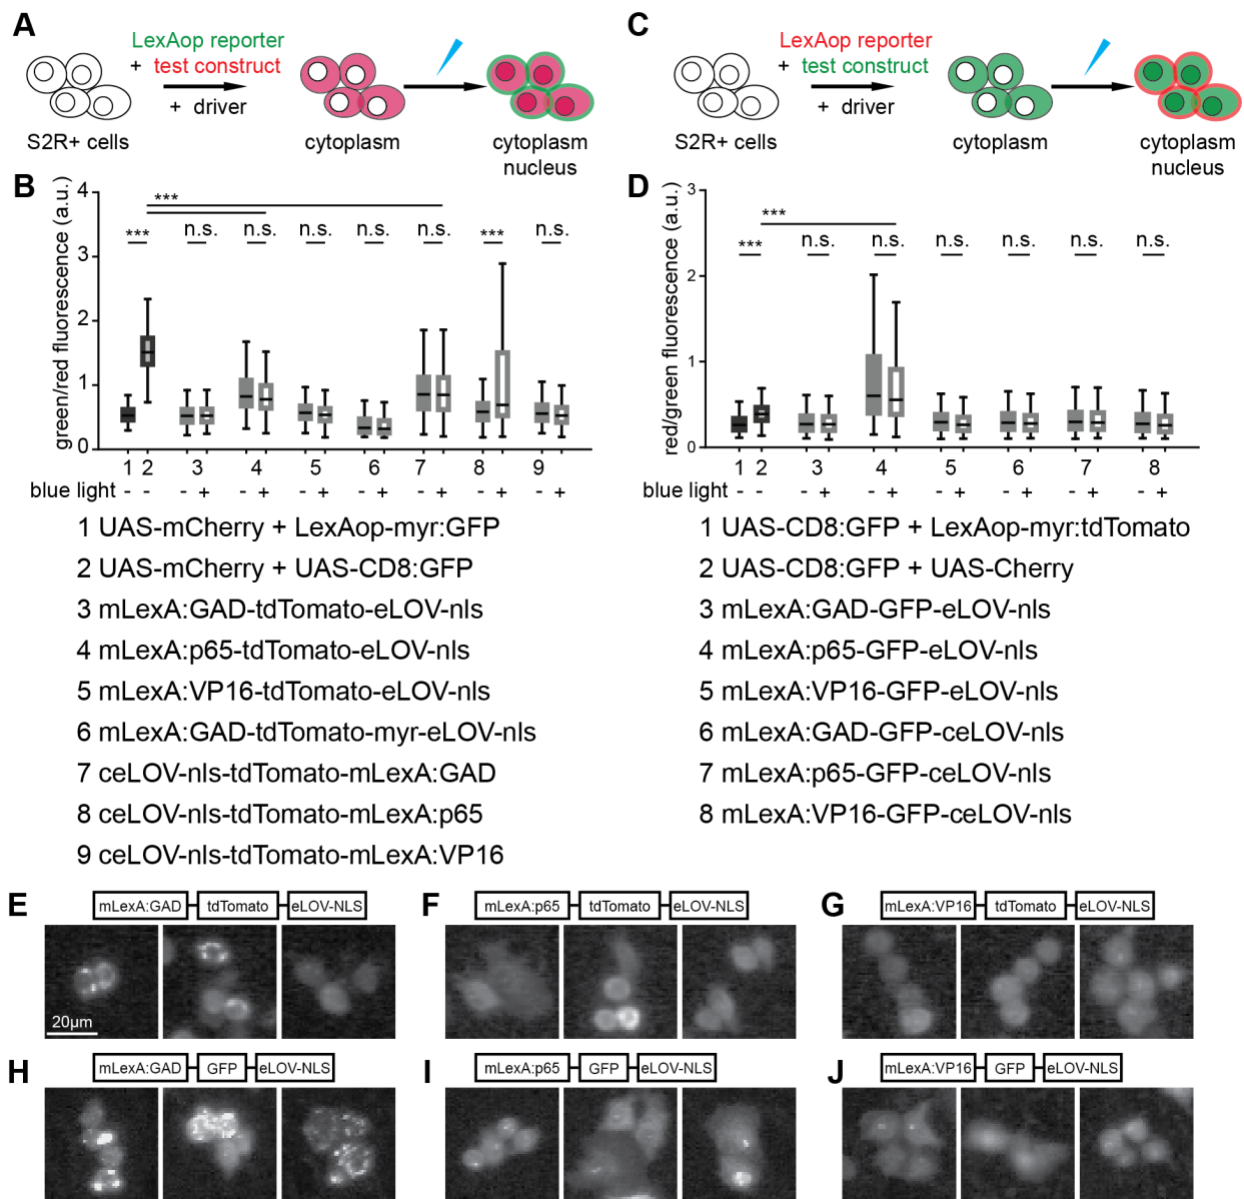 A
LexAop reporter
+ test construct
+ driver
S2R+ cells
cytoplasm
cytoplasm
nucleus
C
LexAop reporter
+ test construct
+ driver
S2R+ cells
cytoplasm
cytoplasm
nucleus
B
green/red fluorescence (a.u.)
4
3
2
1
0
***
*** n.s. n.s. n.s. n.s. *** n.s.
1 2 3 4 5 6 7 8 9
blue light - - - + - + - + - + - + - + - +
1 UAS-mCherry + LexAop-myr:GFP
2 UAS-mCherry + UAS-CD8:GFP
3 mLexA:GAD-tdTomato-eLOV-nls
4 mLexA:p65-tdTomato-eLOV-nls
5 mLexA:VP16-tdTomato-eLOV-nls
6 mLexA:GAD-tdTomato-myr-eLOV-nls
7 ceLOV-nls-tdTomato-mLexA:GAD
8 ceLOV-nls-tdTomato-mLexA:p65
9 ceLOV-nls-tdTomato-mLexA:VP16
D
red/green fluorescence (a.u.)
3
2
1
0
***
*** n.s. n.s. n.s. n.s. n.s. n.s.
1 2 3 4 5 6 7 8
blue light - - - + - + - + - + - + - +
1 UAS-CD8:GFP + LexAop-myr:tdTomato
2 UAS-CD8:GFP + UAS-Cherry
3 mLexA:GAD-GFP-eLOV-nls
4 mLexA:p65-GFP-eLOV-nls
5 mLexA:VP16-GFP-eLOV-nls
6 mLexA:GAD-GFP-ceLOV-nls
7 mLexA:p65-GFP-ceLOV-nls
8 mLexA:VP16-GFP-ceLOV-nls
E mLexA:GAD tdTomato eLOV-NLS
20µm
F mLexA:p65 tdTomato eLOV-NLS
G mLexA:VP16 tdTomato eLOV-NLS
H mLexA:GAD GFP eLOV-NLS
I mLexA:p65 GFP eLOV-NLS
J mLexA:VP16 GFP eLOV-NLS